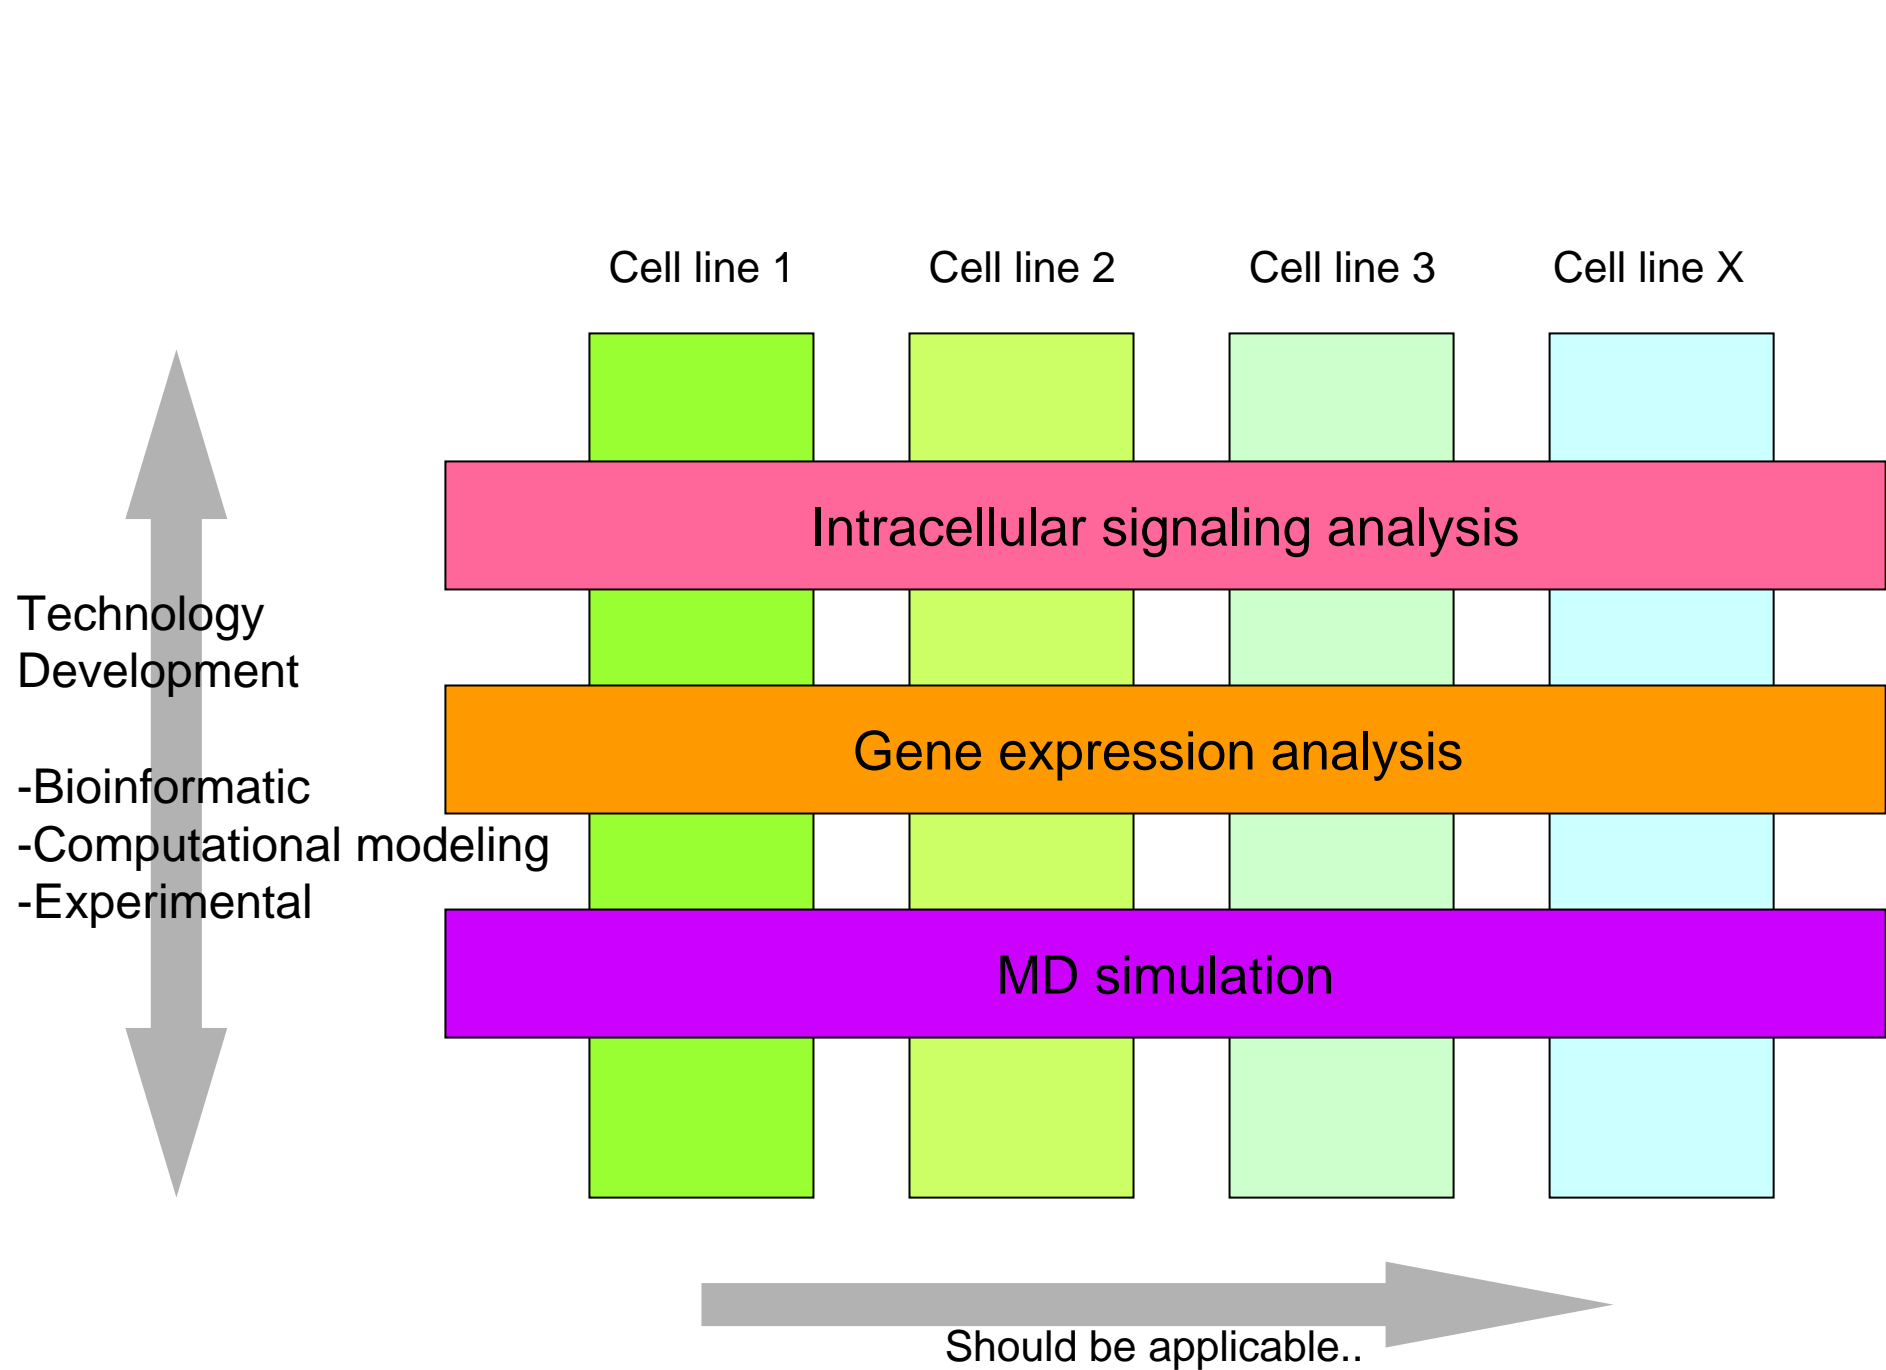 Cell line 1
Cell line 2
Cell line 3
Cell line X
Intracellular signaling analysis
Technology
Development
Gene expression analysis
-Bioinformatic
-Computational modeling
-Experimental
MD simulation
Should be applicable..